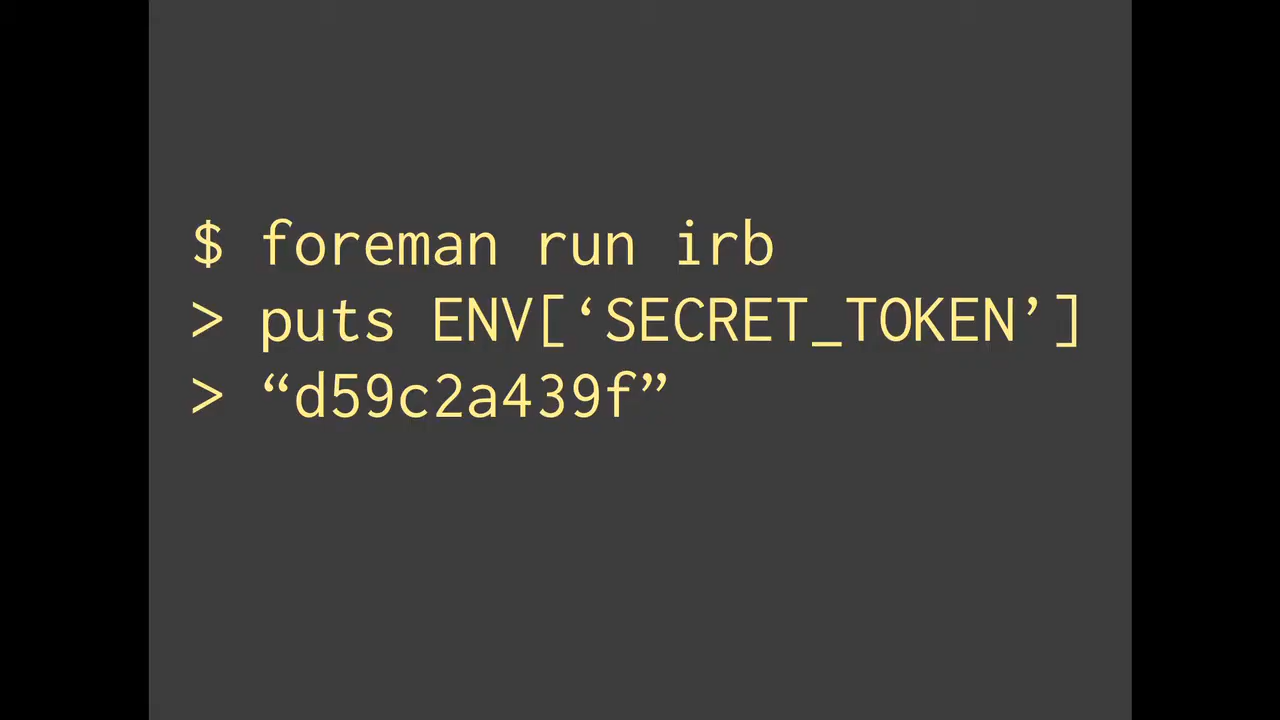 $ foreman run irb
> puts ENV[‘SECRET_TOKEN’]
> “d59c2a439f”